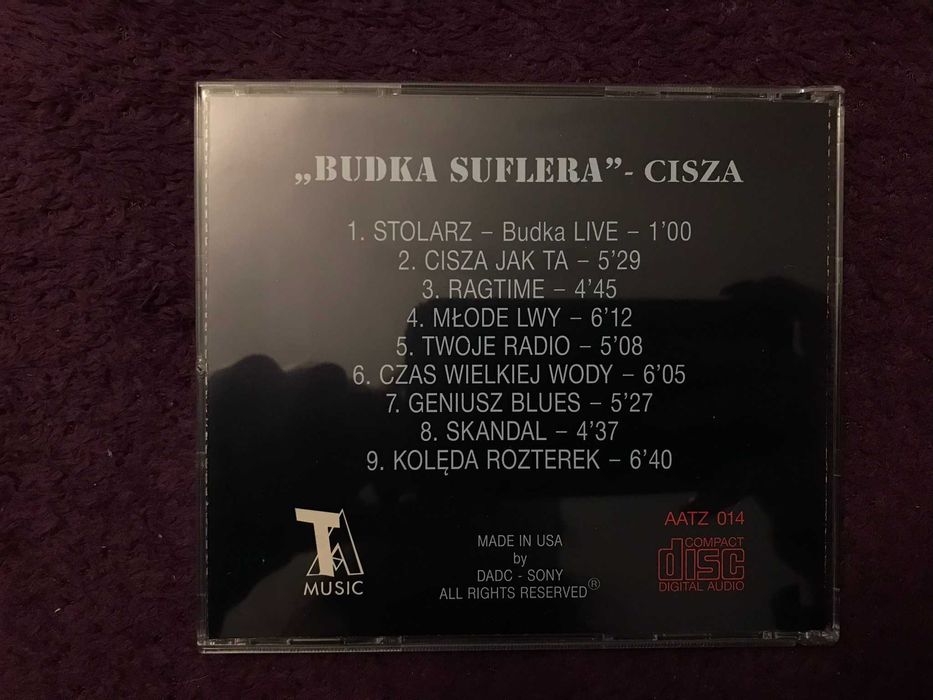 „BUDKA SUFLERA” - CISZA
1. STOLARZ – Budka LIVE – 1’00
2. CISZA JAK TA – 5’29
3. RAGTIME – 4’45
4. MŁODE LWY – 6’12
5. TWOJE RADIO – 5’08
6. CZAS WIELKIEJ WODY – 6’05
7. GENIUSZ BLUES – 5’27
8. SKANDAL – 4’37
9. KOLĘDA ROZTEREK – 6’40
TA
MUSIC
MADE IN USA
by
DADC - SONY
ALL RIGHTS RESERVED®
AATZ 014
COMPACT
disc
DIGITAL AUDIO